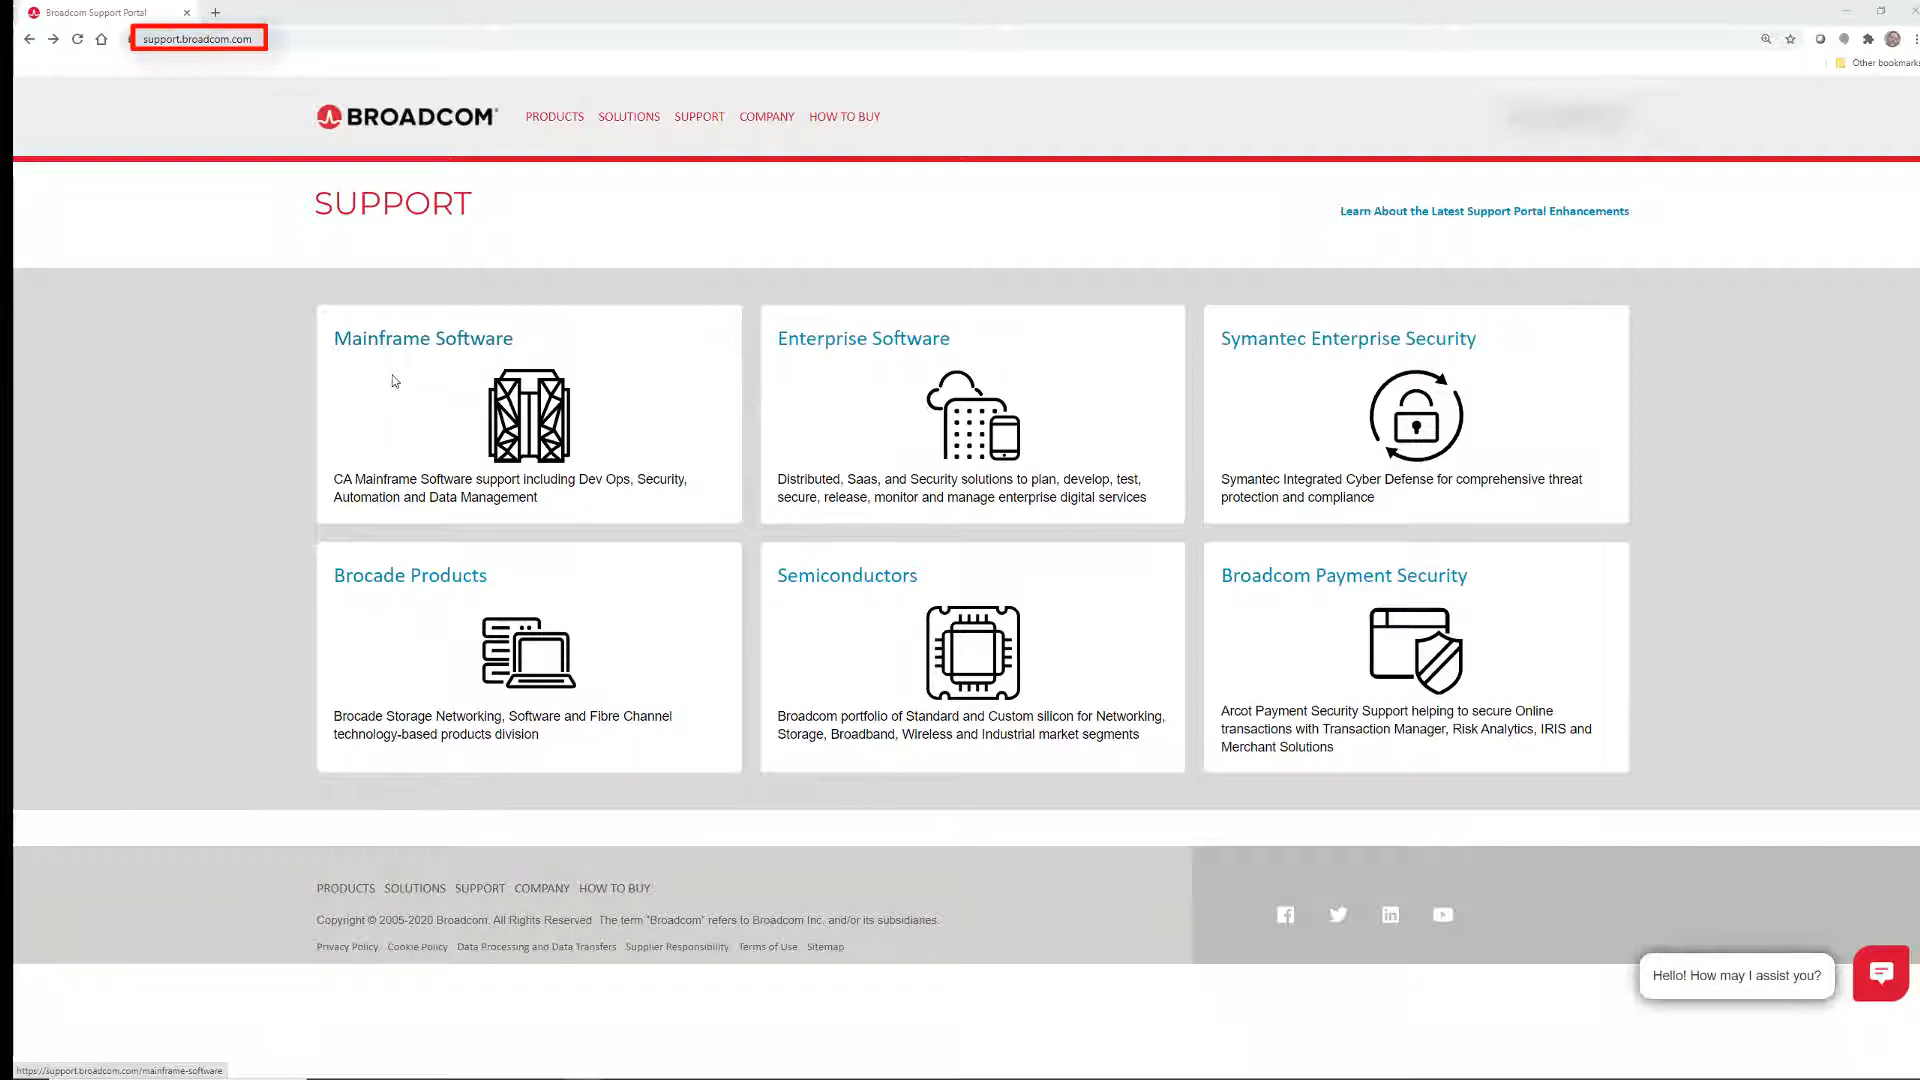 Broadcom Support Portal
support.broadcom.com
Other bookmarks
BROADCOM
PRODUCTS SOLUTIONS SUPPORT COMPANY HOW TO BUY
SUPPORT
Learn About the Latest Support Portal Enhancements
Mainframe Software
CA Mainframe Software support including Dev Ops, Security,
Automation and Data Management
Enterprise Software
Distributed, Saas, and Security solutions to plan, develop, test,
secure, release, monitor and manage enterprise digital services
Symantec Enterprise Security
Symantec Integrated Cyber Defense for comprehensive threat
protection and compliance
Brocade Products
Brocade Storage Networking, Software and Fibre Channel
technology-based products division
Semiconductors
Broadcom portfolio of Standard and Custom silicon for Networking,
Storage, Broadband, Wireless and Industrial market segments
Broadcom Payment Security
Arcot Payment Security Support helping to secure Online
transactions with Transaction Manager, Risk Analytics, IRIS and
Merchant Solutions
PRODUCTS SOLUTIONS SUPPORT COMPANY HOW TO BUY
Copyright © 2005-2020 Broadcom. All Rights Reserved. The term "Broadcom" refers to Broadcom Inc. and/or its subsidiaries.
Privacy Policy Cookie Policy Data Processing and Data Transfers Supplier Responsibility Terms of Use Sitemap
Hello! How may I assist you?
https://support.broadcom.com/mainframe-software